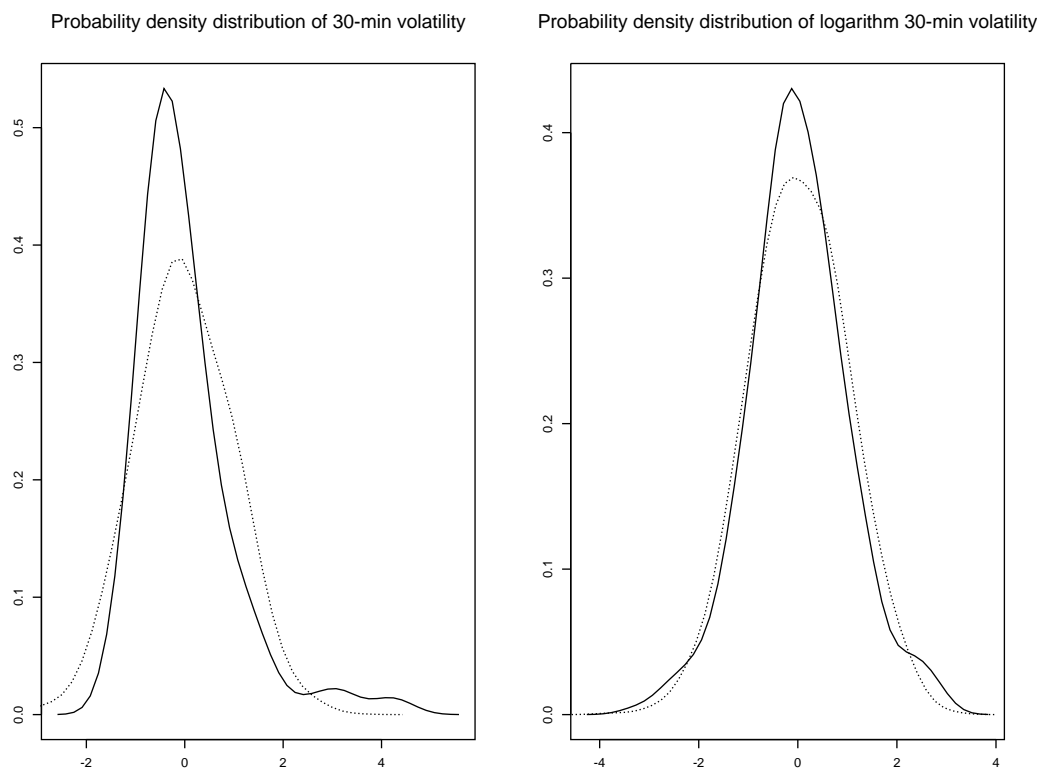 Probability density distribution of 30-min volatility
0.5
0.4
0.3
0.2
0.1
0.0
-2 0 2 4
Probability density distribution of logarithm 30-min volatility
0.4
0.3
0.2
0.1
0.0
-4 -2 0 2 4